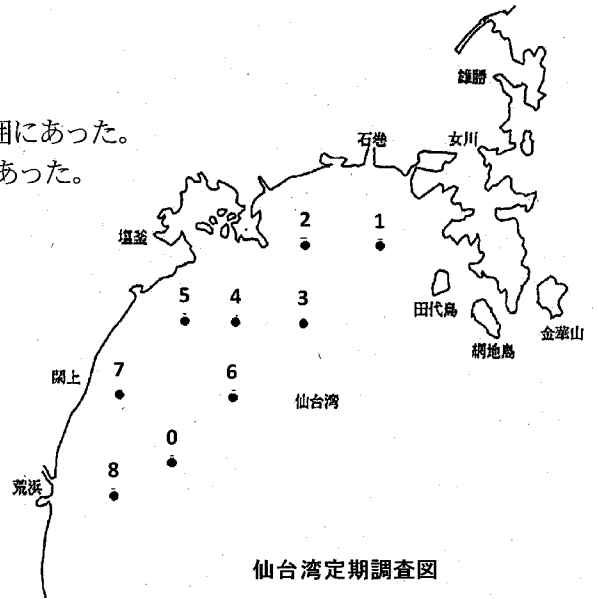 囲にあった。
あった。
雄勝
石巻
女川
塩釜
2
1
5
4
3
田代島
網地島
金華山
閖上
7
6
仙台湾
0
8
荒浜
仙台湾定期調査図